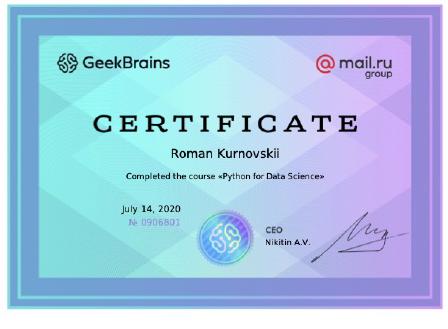 GeekBrains
@mail.ru
group
CERTIFICATE
Roman Kurnovskii
Completed the course «Python for Data Science»
July 14, 2020
№ 0906801
CEO
Nikitin A.V.